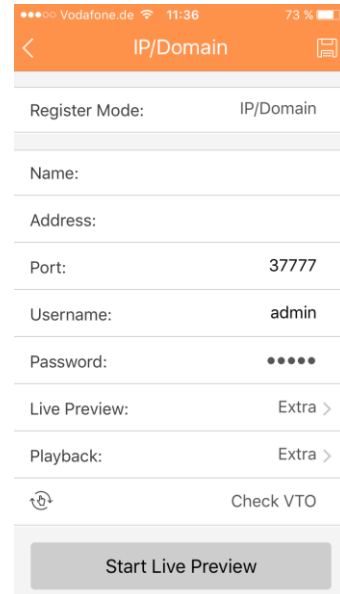 ●●●○○ Vodafone.de 11:36 73 %
IP/Domain
Register Mode: IP/Domain
Name:
Address:
Port: 37777
Username: admin
Password: ●●●●●
Live Preview: Extra
Playback: Extra
Check VTO
Start Live Preview